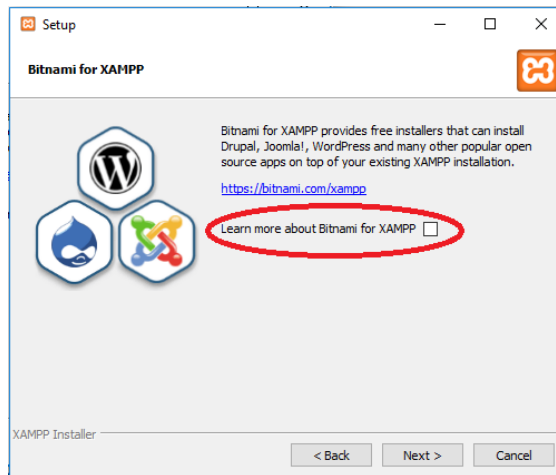 Setup
Bitnami for XAMPP
Bitnami for XAMPP provides free installers that can install
Drupal, Joomla!, WordPress and many other popular open
source apps on top of your existing XAMPP installation.
https://bitnami.com/xampp
Learn more about Bitnami for XAMPP
XAMPP Installer
< Back
Next >
Cancel